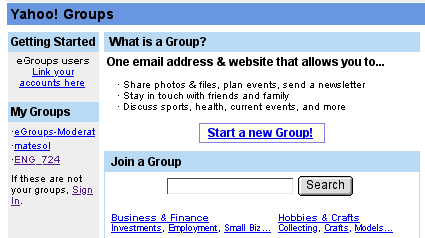 Yahoo! Groups
Getting Started
eGroups users
Link your
accounts here
My Groups
·eGroups-Moderat
·matesol
·ENG_724
If these are not
your groups, Sign
In.
What is a Group?
One email address & website that allows you to...
· Share photos & files, plan events, send a newsletter
· Stay in touch with friends and family
· Discuss sports, health, current events, and more
Start a new Group!
Join a Group
Search
Business & Finance
Investments, Employment, Small Biz...
Hobbies & Crafts
Collecting, Crafts, Models...